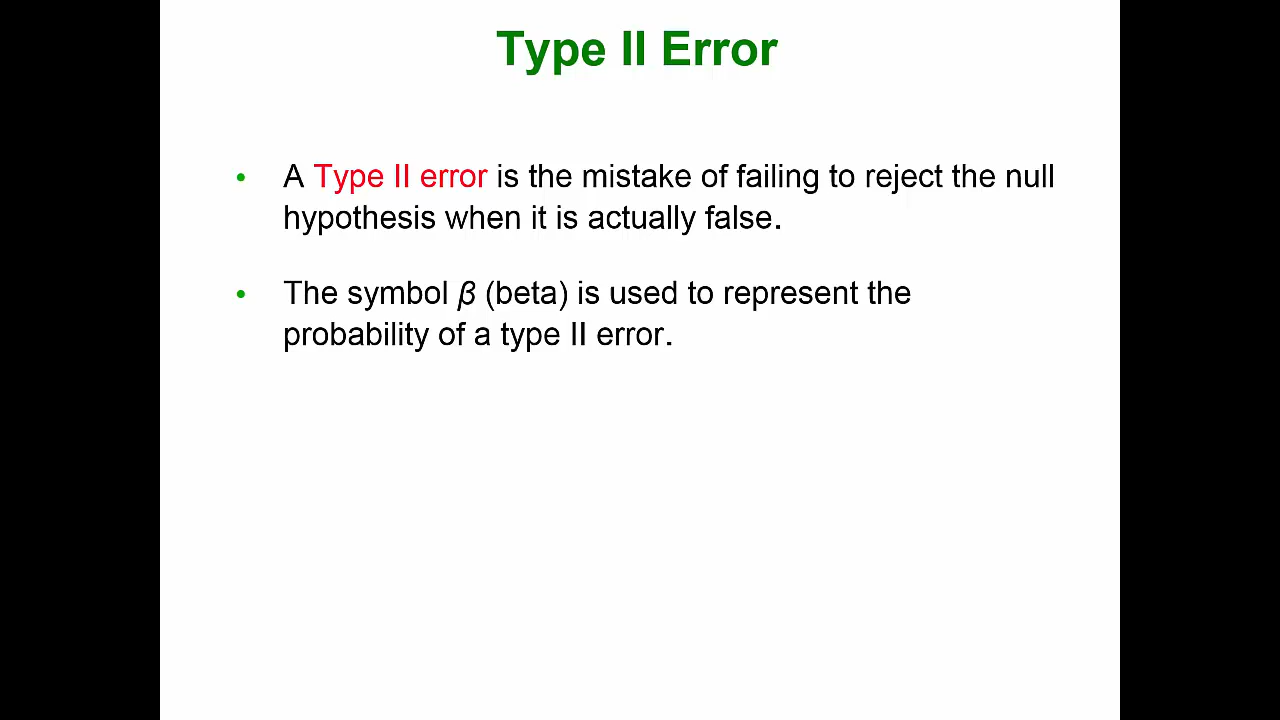 Type II Error
• A Type II error is the mistake of failing to reject the null
hypothesis when it is actually false.
• The symbol β (beta) is used to represent the
probability of a type II error.